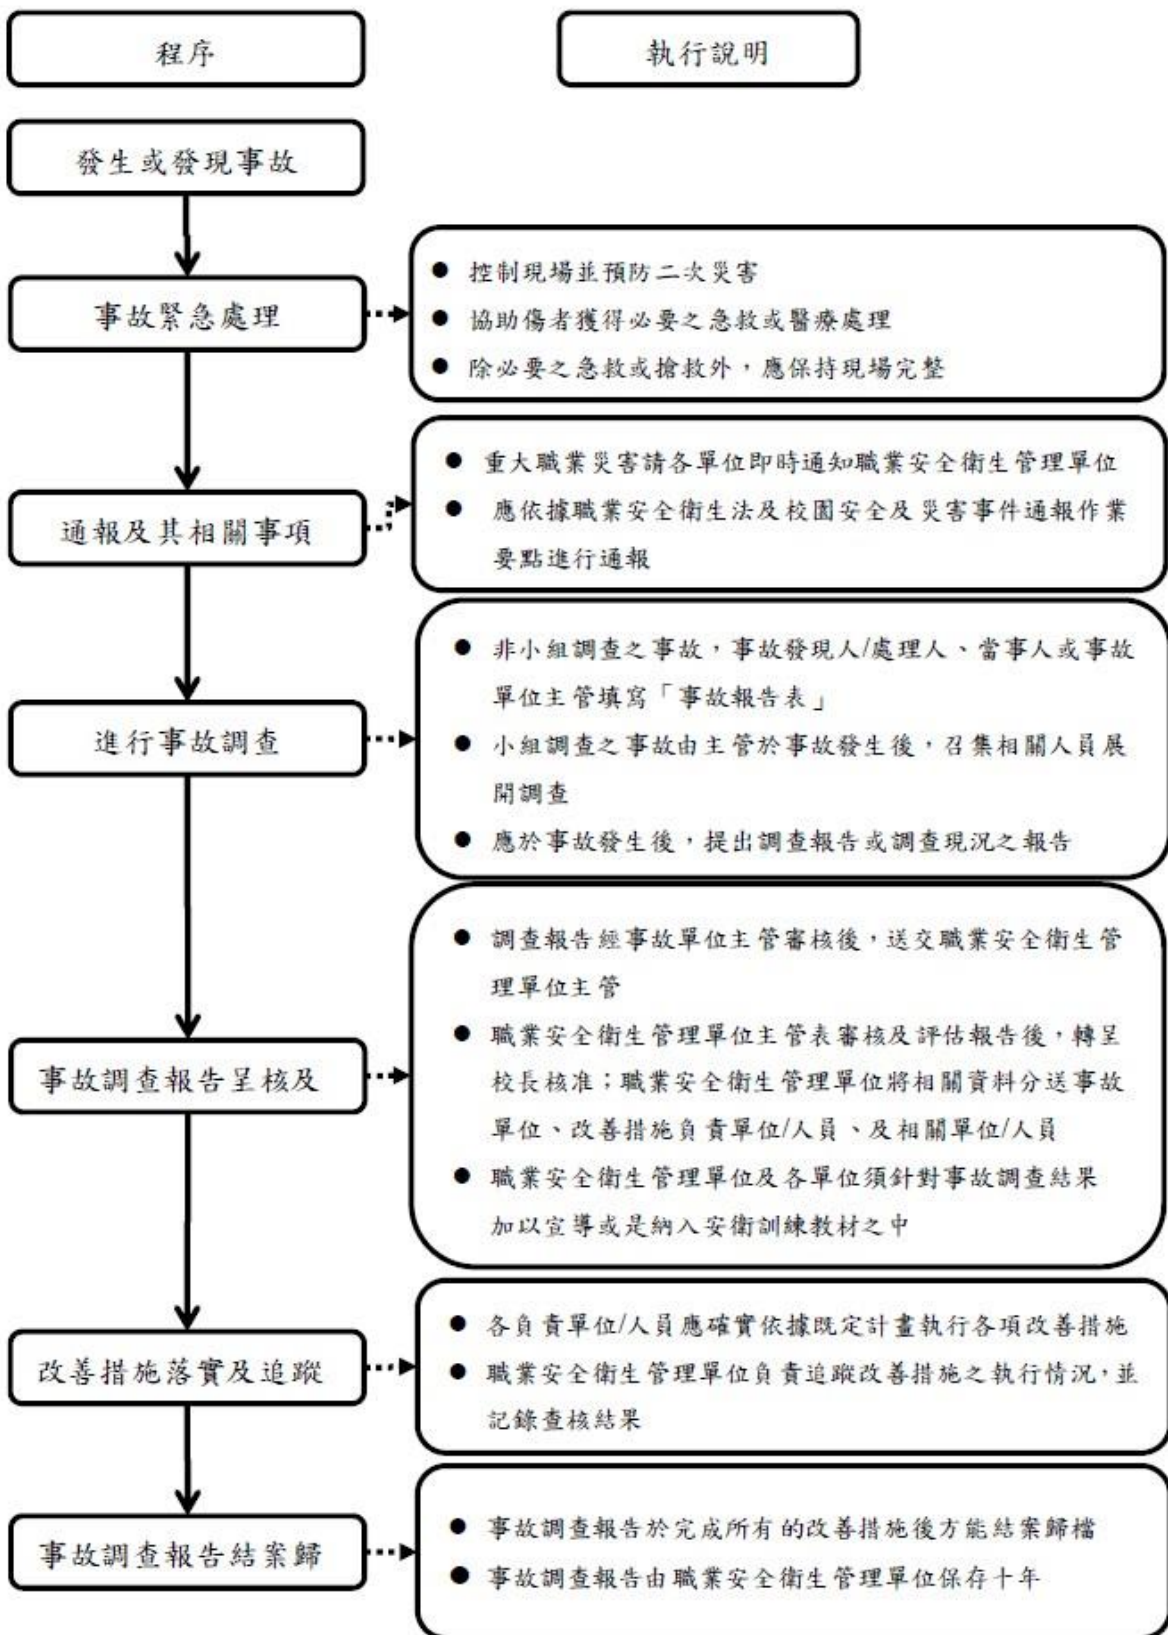 程序
執行說明
發生或發現事故
事故緊急處理
● 控制現場並預防二次災害
● 協助傷者獲得必要之急救或醫療處理
● 除必要之急救或搶救外，應保持現場完整
通報及其相關事項
● 重大職業災害請各單位即時通知職業安全衛生管理單位
● 應依據職業安全衛生法及校園安全及災害事件通報作業
要點進行通報
進行事故調查
● 非小組調查之事故，事故發現人/處理人、當事人或事故
單位主管填寫「事故報告表」
● 小組調查之事故由主管於事故發生後，召集相關人員展
開調查
● 應於事故發生後，提出調查報告或調查現況之報告
事故調查報告呈核及
● 調查報告經事故單位主管審核後，送交職業安全衛生管
理單位主管
● 職業安全衛生管理單位主管表審核及評估報告後，轉呈
校長核准；職業安全衛生管理單位將相關資料分送事故
單位、改善措施負責單位/人員、及相關單位/人員
● 職業安全衛生管理單位及各單位須針對事故調查結果
加以宣導或是納入安衛訓練教材之中
改善措施落實及追蹤
● 各負責單位/人員應確實依據既定計畫執行各項改善措施
● 職業安全衛生管理單位負責追蹤改善措施之執行情況，並
記錄查核結果
事故調查報告結案歸
● 事故調查報告於完成所有的改善措施後方能結案歸檔
● 事故調查報告由職業安全衛生管理單位保存十年